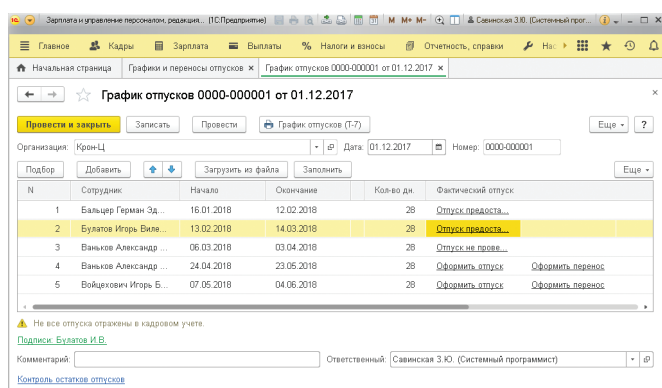 Зарплата и управление персоналом, редакция... (1С:Предприятие) M M+ M- Савинская З.Ю. (Системный прог...
Главное Кадры Зарплата Выплаты % Налоги и взносы Отчетность, справки Нас
Начальная страница Графики и переносы отпусков × График отпусков 0000-000001 от 01.12.2017 ×
График отпусков 0000-000001 от 01.12.2017
Провести и закрыть Записать Провести График отпусков (Т-7) Еще ?
Организация: Крон-Ц Дата: 01.12.2017 Номер: 0000-000001
Подбор Добавить Загрузить из файла Заполнить Еще
N Сотрудник Начало Окончание Кол-во дн. Фактический отпуск
1 Бальцер Герман Эд... 16.01.2018 12.02.2018 28 Отпуск предоста...
2 Булатов Игорь Виле... 13.02.2018 14.03.2018 28 Отпуск предоста...
3 Ваньков Александр ... 06.03.2018 03.04.2018 28 Отпуск не прове...
4 Ваньков Александр ... 24.04.2018 23.05.2018 28 Оформить отпуск Оформить перенос
5 Войцехович Игорь Б... 07.05.2018 04.06.2018 28 Оформить отпуск Оформить перенос
Не все отпуска отражены в кадровом учете.
Подписи: Булатов И.В.
Комментарий: Ответственный: Савинская З.Ю. (Системный программист)
Контроль остатков отпусков